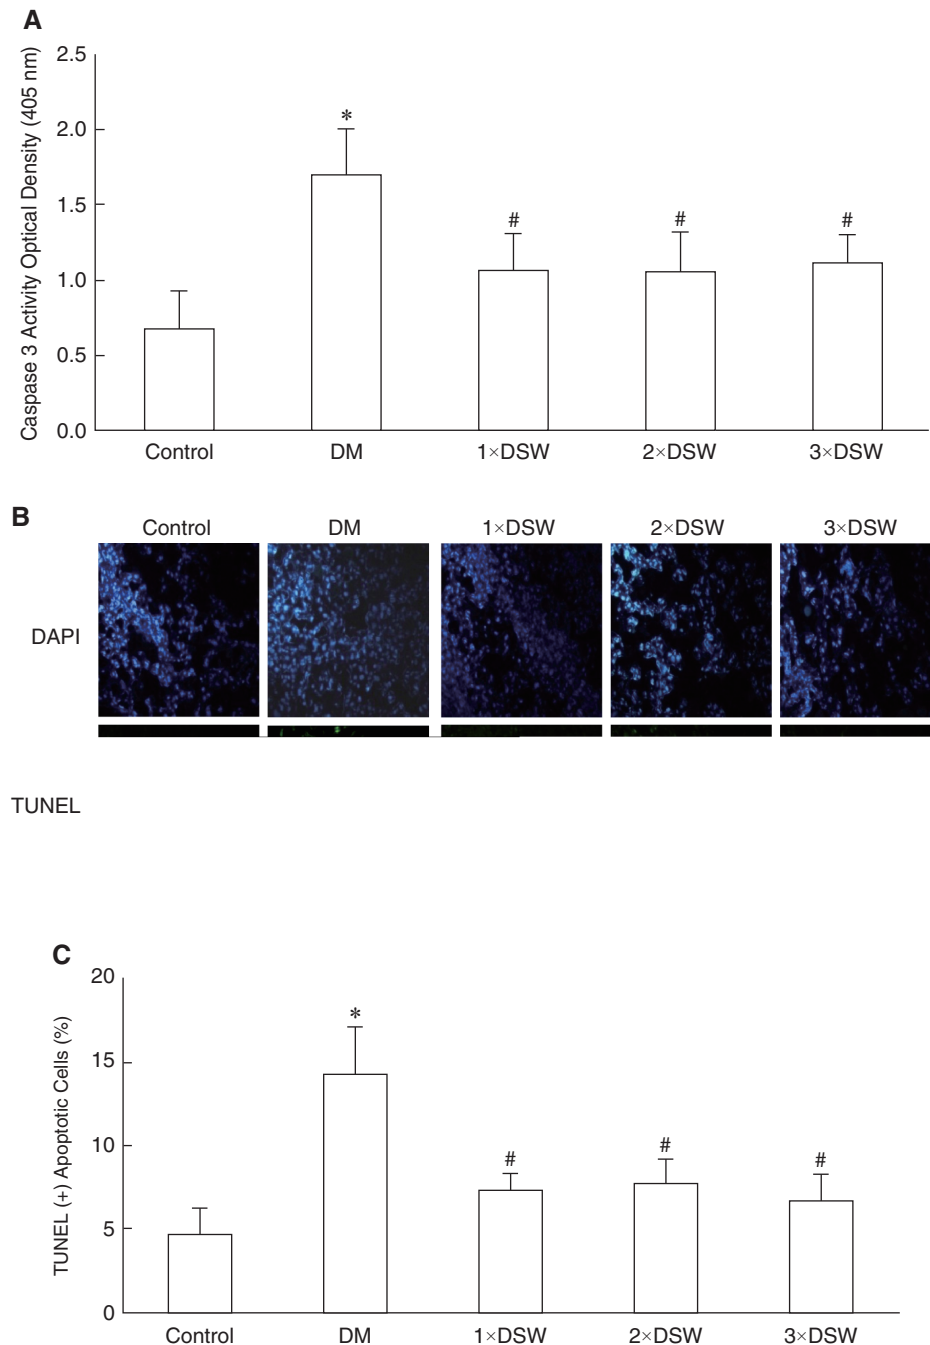 A
Caspase 3 Activity Optical Density (405 nm)
2.5
2.0
1.5
1.0
0.5
0.0
*
#
#
#
Control DM 1×DSW 2×DSW 3×DSW
B
Control DM 1×DSW 2×DSW 3×DSW
DAPI
TUNEL
C
TUNEL (+) Apoptotic Cells (%)
20
15
10
5
0
*
#
#
#
Control DM 1×DSW 2×DSW 3×DSW